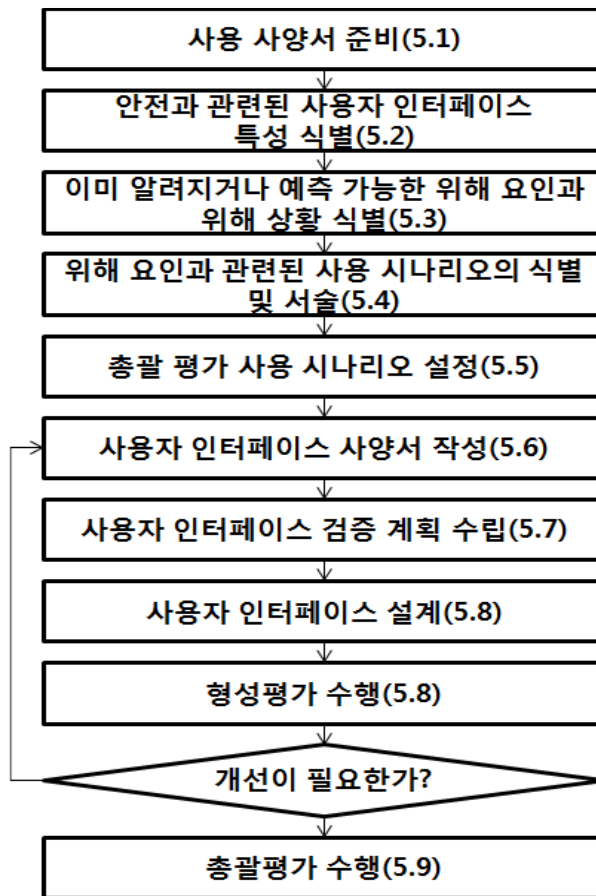 사용 사양서 준비(5.1)
안전과 관련된 사용자 인터페이스
특성 식별(5.2)
이미 알려지거나 예측 가능한 위해 요인과
위해 상황 식별(5.3)
위해 요인과 관련된 사용 시나리오의 식별
및 서술(5.4)
총괄 평가 사용 시나리오 설정(5.5)
사용자 인터페이스 사양서 작성(5.6)
사용자 인터페이스 검증 계획 수립(5.7)
사용자 인터페이스 설계(5.8)
형성평가 수행(5.8)
개선이 필요한가?
총괄평가 수행(5.9)